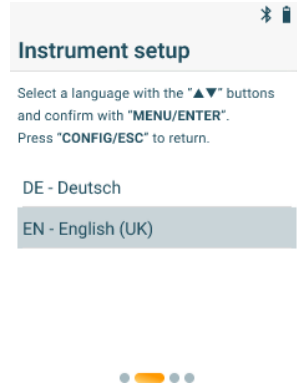 Instrument setup
Select a language with the "▲▼" buttons
and confirm with "MENU/ENTER".
Press "CONFIG/ESC" to return.
DE - Deutsch
EN - English (UK)